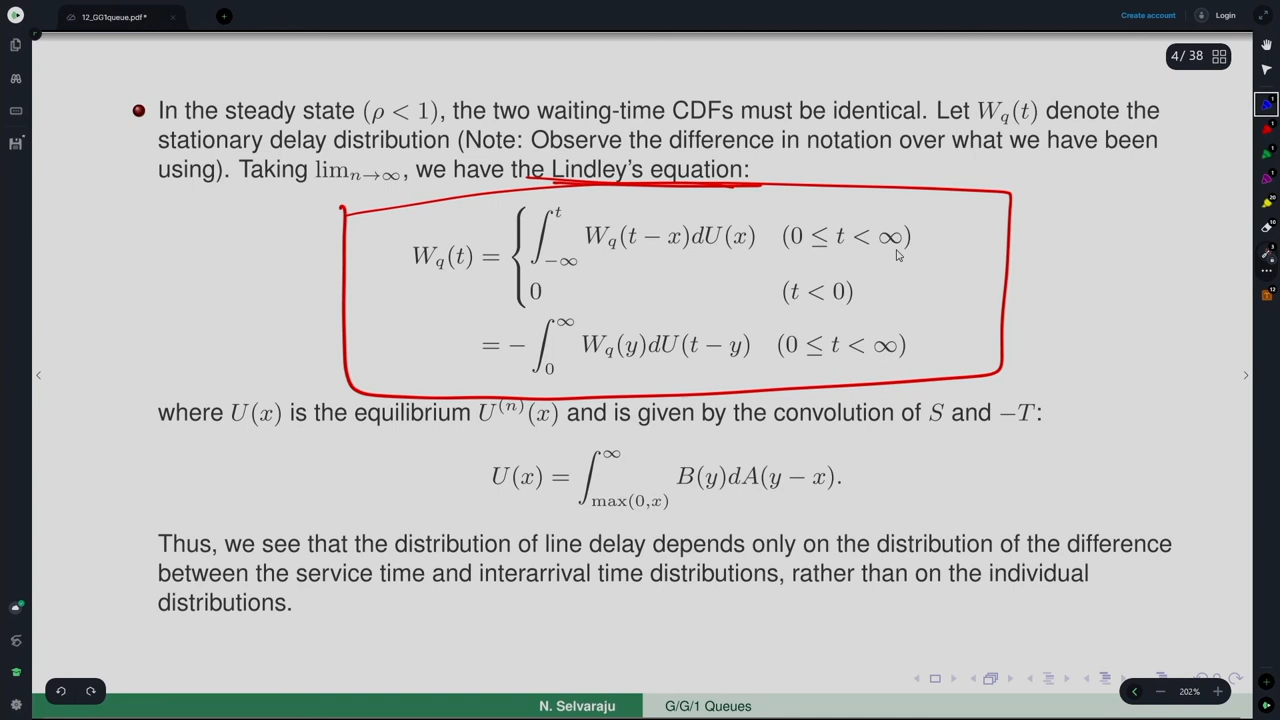 12_GG1queue.pdf*
Create account
Login
4/38
In the steady state (ρ < 1), the two waiting-time CDFs must be identical. Let W_q(t) denote the
stationary delay distribution (Note: Observe the difference in notation over what we have been
using). Taking lim_{n→∞}, we have the Lindley's equation:
W_q(t) = { ∫_{−∞}^{t} W_q(t − x)dU(x) (0 ≤ t < ∞)
0 (t < 0)
= − ∫_0^∞ W_q(y)dU(t − y) (0 ≤ t < ∞)
where U(x) is the equilibrium U^{(n)}(x) and is given by the convolution of S and −T:
U(x) = ∫_{max(0,x)}^∞ B(y)dA(y − x).
Thus, we see that the distribution of line delay depends only on the distribution of the difference
between the service time and interarrival time distributions, rather than on the individual
distributions.
202%
N. Selvaraju G/G/1 Queues